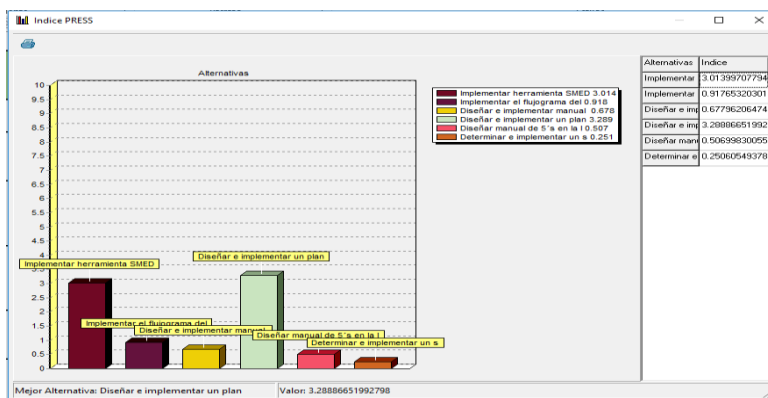 Indice PRESS
Alternativas
10
9.5
9
8.5
8
7.5
7
6.5
6
5.5
5
4.5
4
3.5
3
2.5
2
1.5
1
0.5
0
Implementar herramienta SMED
Implementar el flujograma del
Diseñar e implementar manual
Diseñar e implementar un plan
Diseñar manual de 5´s en la l
Determinar e implementar un s
Implementar herramienta SMED 3.014
Implementar el flujograma del 0.918
Diseñar e implementar manual 0.678
Diseñar e implementar un plan 3.289
Diseñar manual de 5´s en la l 0.507
Determinar e implementar un s 0.251
Alternativas Indice
Implementar 3.01399707794
Implementar 0.91765320301
Diseñar e imp 0.67796206474
Diseñar e imp 3.28886651992
Diseñar man 0.50699830055
Determinar e 0.25060549378
Mejor Alternativa: Diseñar e implementar un plan Valor: 3.28886651992798